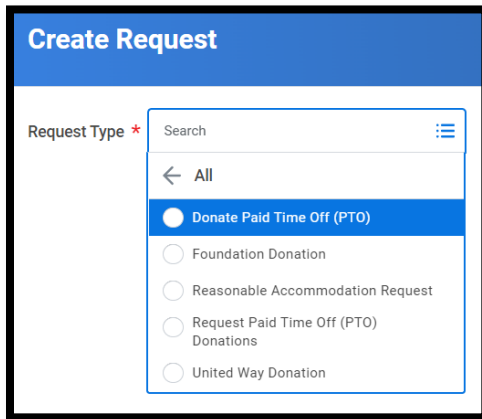 Create Request
Request Type *
Search
All
Donate Paid Time Off (PTO)
Foundation Donation
Reasonable Accommodation Request
Request Paid Time Off (PTO)
Donations
United Way Donation